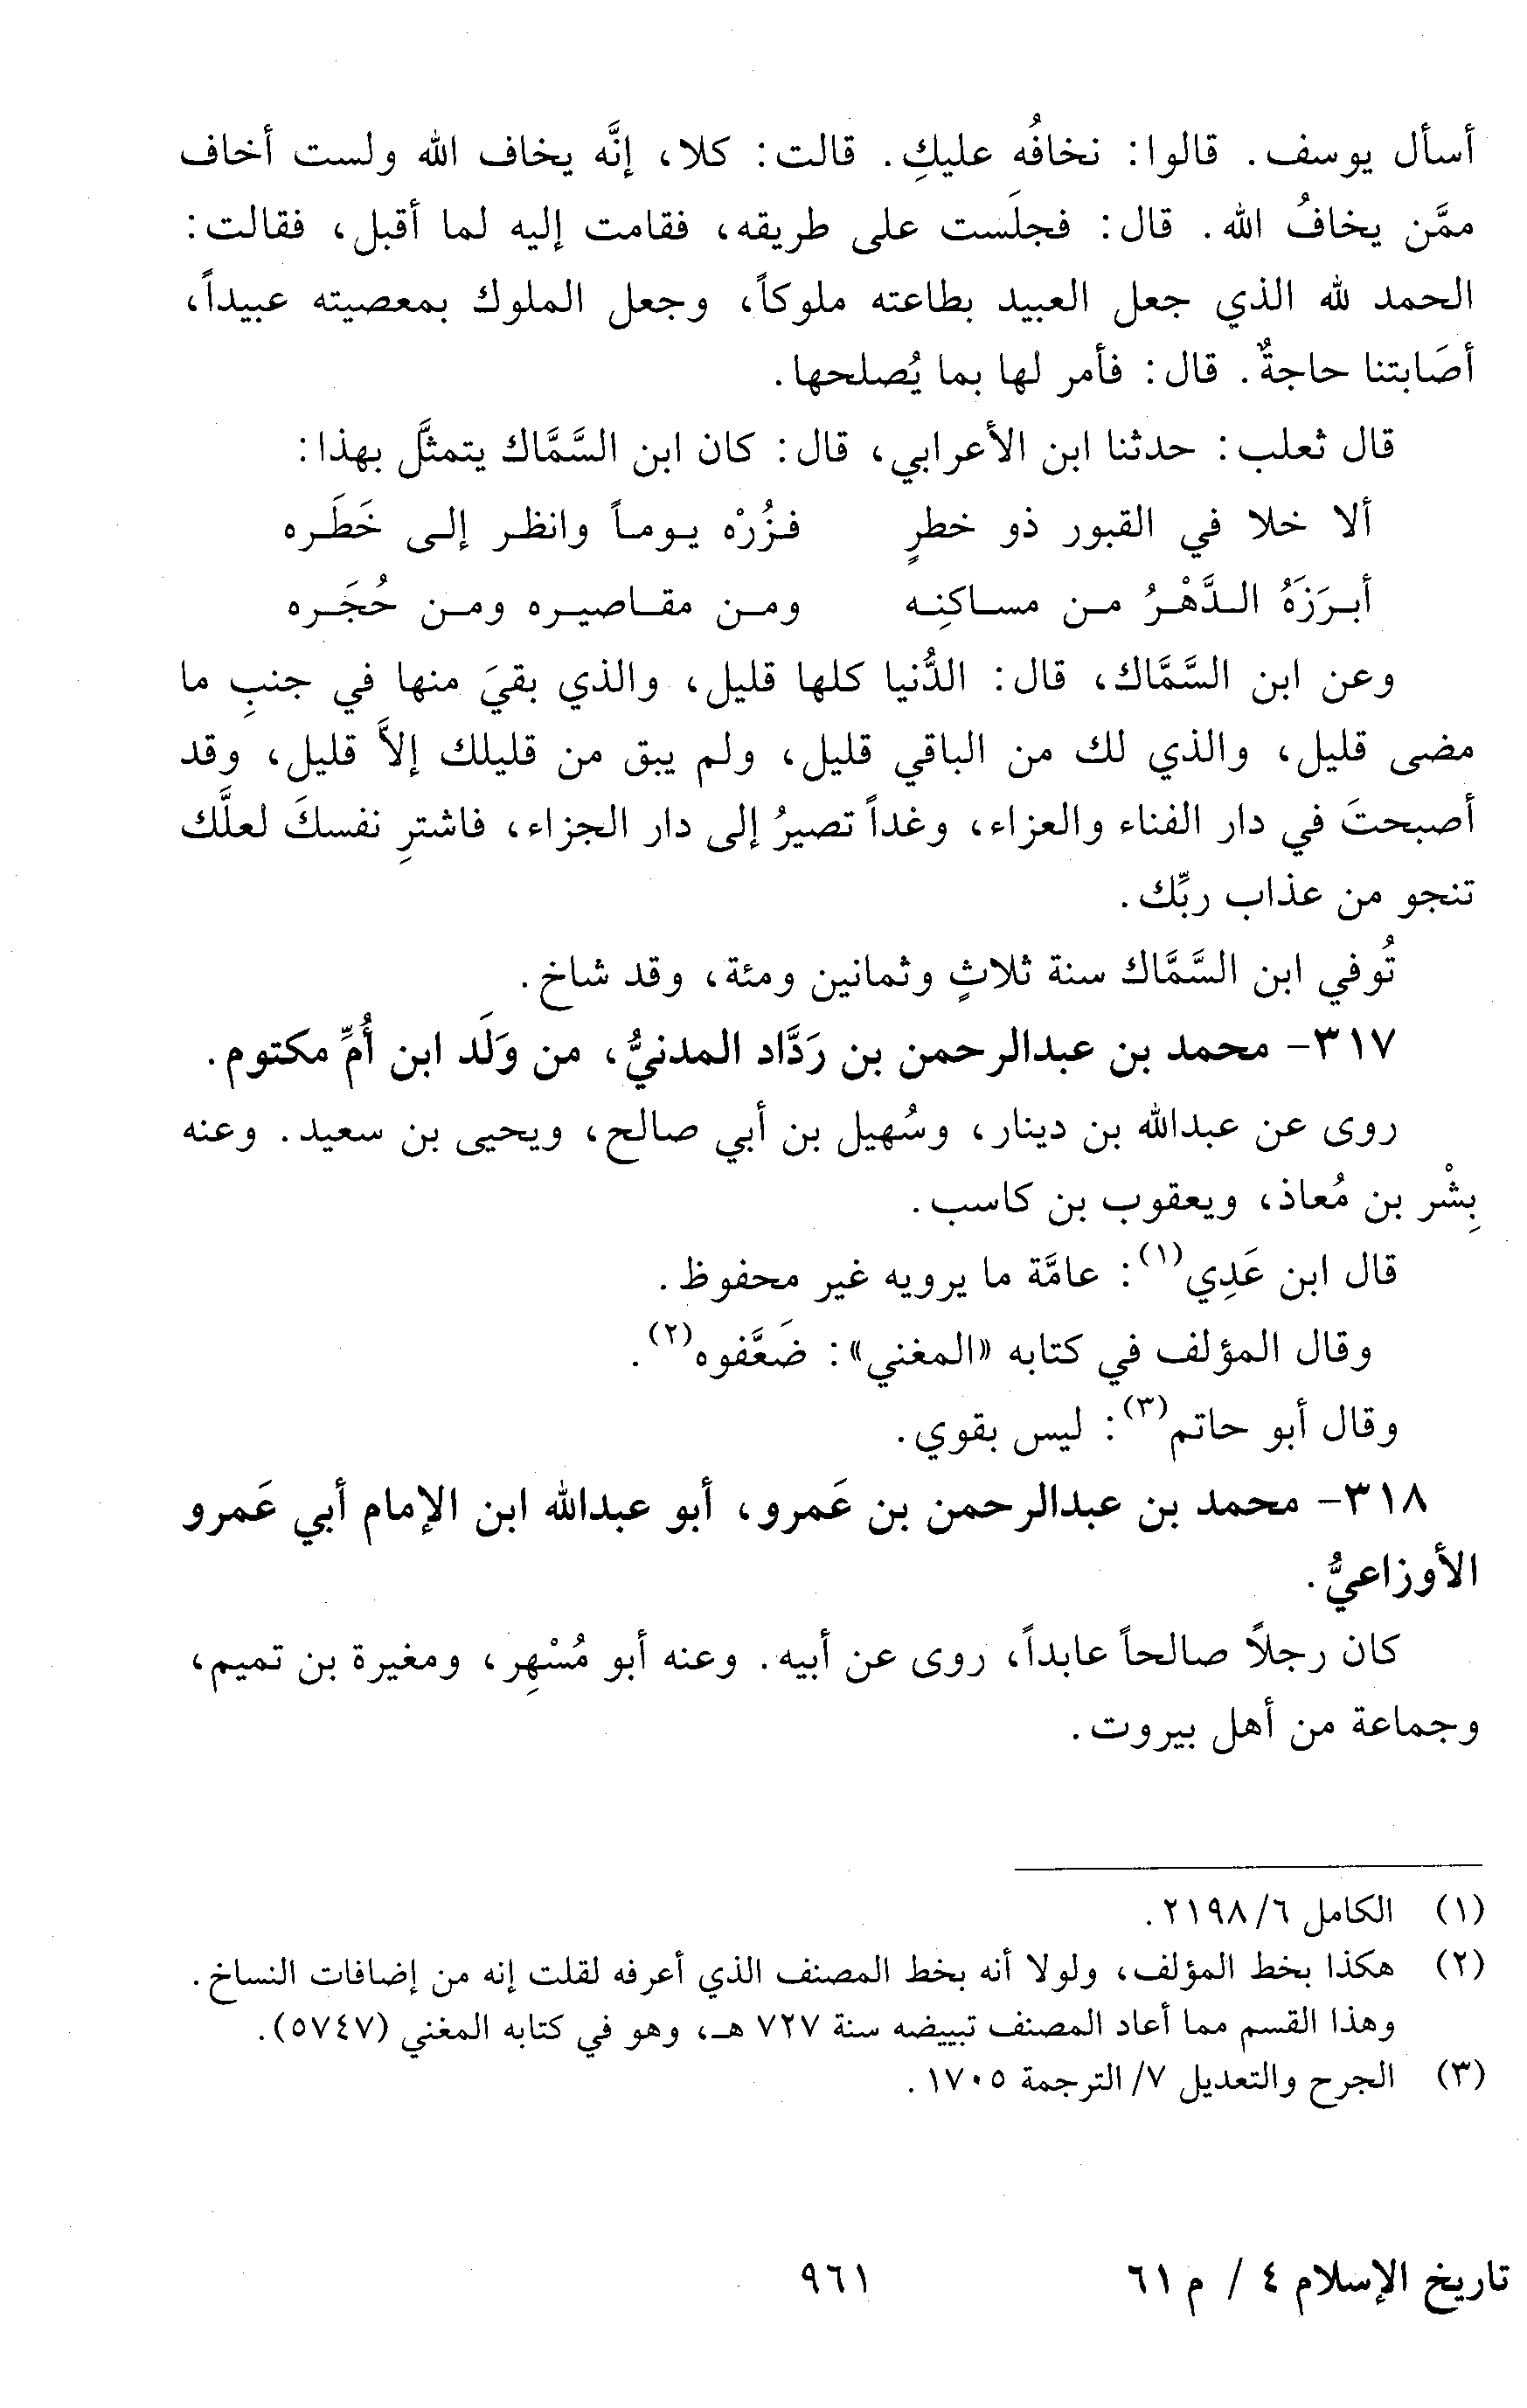 أسأل يوسف. قالوا: نخافُه عليكِ. قالت: كلا، إنَّه يخاف الله ولست أخاف
ممَّن يخافُ الله. قال: فجلَست على طريقه، فقامت إليه لما أقبل، فقالت:
الحمد لله الذي جعل العبيد بطاعته ملوكاً، وجعل الملوك بمعصيته عبيداً،
أصَابتنا حاجةٌ. قال: فأمر لها بما يُصلحها.
قال ثعلب: حدثنا ابن الأعرابي، قال: كان ابن السَّمَّاك يتمثَّل بهذا:
ألا خلا في القبور ذو خطرٍ فزُرْه يوماً وانظر إلى خَطَره
أبرَزَهُ الدَّهْرُ من مساكنِه ومن مقاصيره ومن حُجَره
وعن ابن السَّمَّاك، قال: الدُّنيا كلها قليل، والذي بقيَ منها في جنبِ ما
مضى قليل، والذي لك من الباقي قليل، ولم يبق من قليلك إلاَّ قليل، وقد
أصبحتَ في دار الفناء والعزاء، وغداً تصيرُ إلى دار الجزاء، فاشترِ نفسكَ لعلَّك
تنجو من عذاب ربِّك.
تُوفي ابن السَّمَّاك سنة ثلاثٍ وثمانين ومئة، وقد شاخ.
٣١٧- محمد بن عبدالرحمن بن رَدَّاد المدنيُّ، من وَلَد ابن أُمِّ مكتوم.
روى عن عبدالله بن دينار، وسُهيل بن أبي صالح، ويحيى بن سعيد. وعنه
بِشْر بن مُعاذ، ويعقوب بن كاسب.
قال ابن عَدِي(١): عامَّة ما يرويه غير محفوظ.
وقال المؤلف في كتابه «المغني»: ضَعَّفوه(٢).
وقال أبو حاتم(٣): ليس بقوي.
٣١٨- محمد بن عبدالرحمن بن عَمرو، أبو عبدالله ابن الإمام أبي عَمرو
الأوزاعيُّ.
كان رجلاً صالحاً عابداً، روى عن أبيه. وعنه أبو مُسْهِر، ومغيرة بن تميم،
وجماعة من أهل بيروت.
(١) الكامل ٦/ ٢١٩٨.
(٢) هكذا بخط المؤلف، ولولا أنه بخط المصنف الذي أعرفه لقلت إنه من إضافات النساخ.
وهذا القسم مما أعاد المصنف تبييضه سنة ٧٢٧ هـ، وهو في كتابه المغني (٥٧٤٧).
(٣) الجرح والتعديل ٧/ الترجمة ١٧٠٥.
تاريخ الإسلام ٤ / م ٦١ ٩٦١